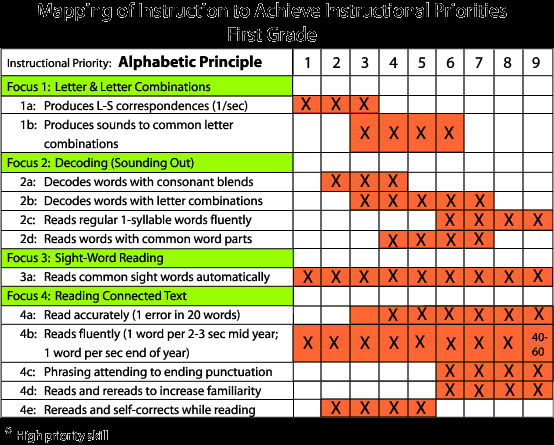 Mapping of Instruction to Achieve Instructional Priorities
First Grade
Instructional Priority: Alphabetic Principle 1 2 3 4 5 6 7 8 9
Focus 1: Letter & Letter Combinations
1a: Produces L-S correspondences (1/sec) X X X
1b: Produces sounds to common letter
combinations X X X X
Focus 2: Decoding (Sounding Out)
2a: Decodes words with consonant blends X X X
2b: Decodes words with letter combinations X X X X X
2c: Reads regular 1-syllable words fluently X X X X
2d: Reads words with common word parts X X X X
Focus 3: Sight-Word Reading
3a: Reads common sight words automatically X X X X X X X X X
Focus 4: Reading Connected Text
4a: Read accurately (1 error in 20 words) X X X X X X
4b: Reads fluently (1 word per 2-3 sec mid year;
1 word per sec end of year) X X X X X X X X 40-
60
4c: Phrasing attending to ending punctuation X X X X
4d: Reads and rereads to increase familiarity X X X X
4e: Rereads and self-corrects while reading X X X X
High priority skill